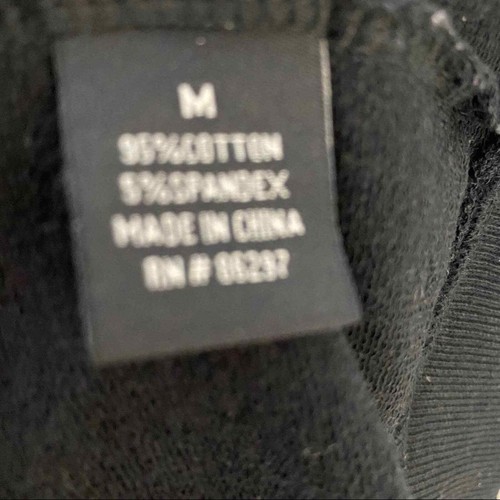 M
95%COTTON
5%SPANDEX
MADE IN CHINA
RN #